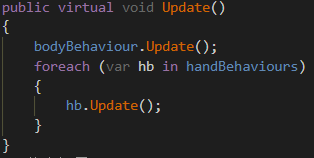 public virtual void Update()
{
    bodyBehaviour.Update();
    foreach (var hb in handBehaviours)
    {
        hb.Update();
    }
}